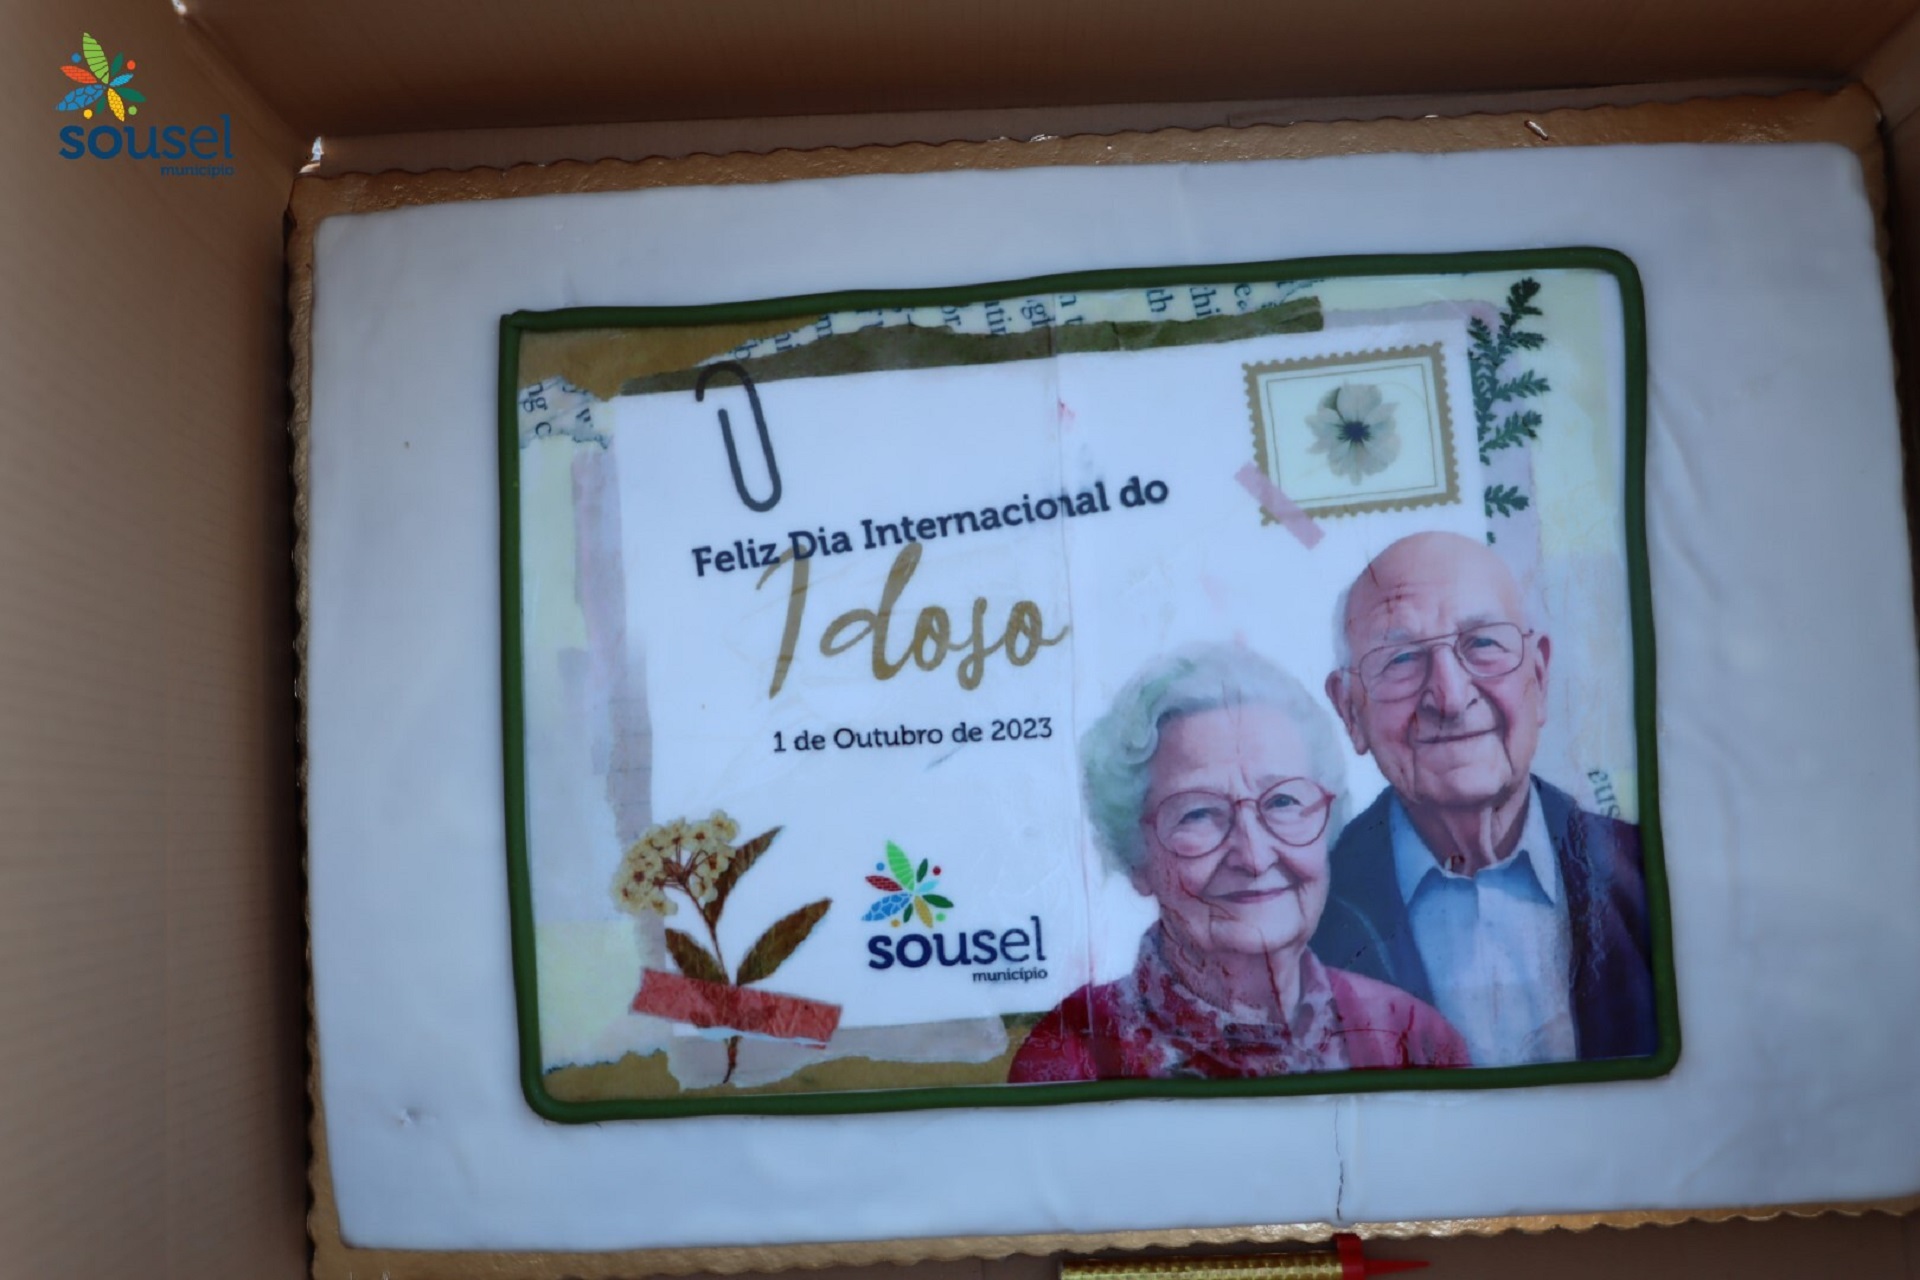 sousel
município
Feliz Dia Internacional do
Idoso
1 de Outubro de 2023
sousel
município